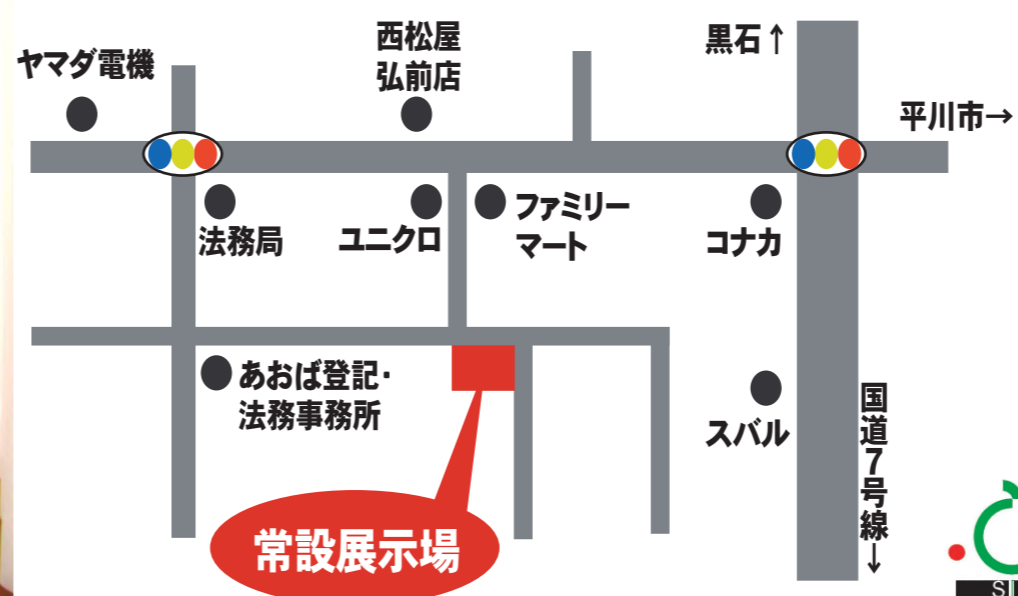 ヤマダ電機
西松屋
弘前店
黒石↑
平川市→
法務局
ユニクロ
ファミリー
マート
コナカ
あおば登記・
法務事務所
スバル
国道7号線↓
常設展示場